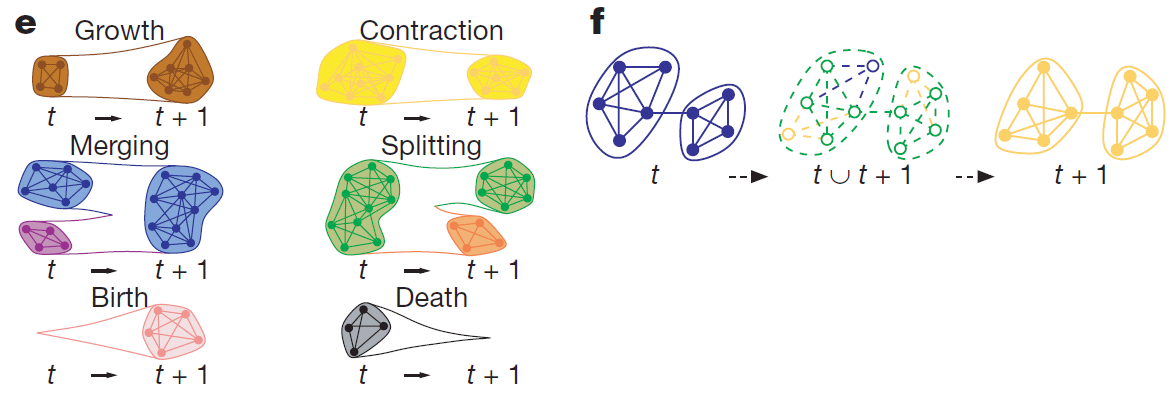 e
Growth
Contraction
t t + 1
t t + 1
Merging
Splitting
t t + 1
t t + 1
Birth
Death
t t + 1
t t + 1
f
t t ∪ t + 1 t + 1